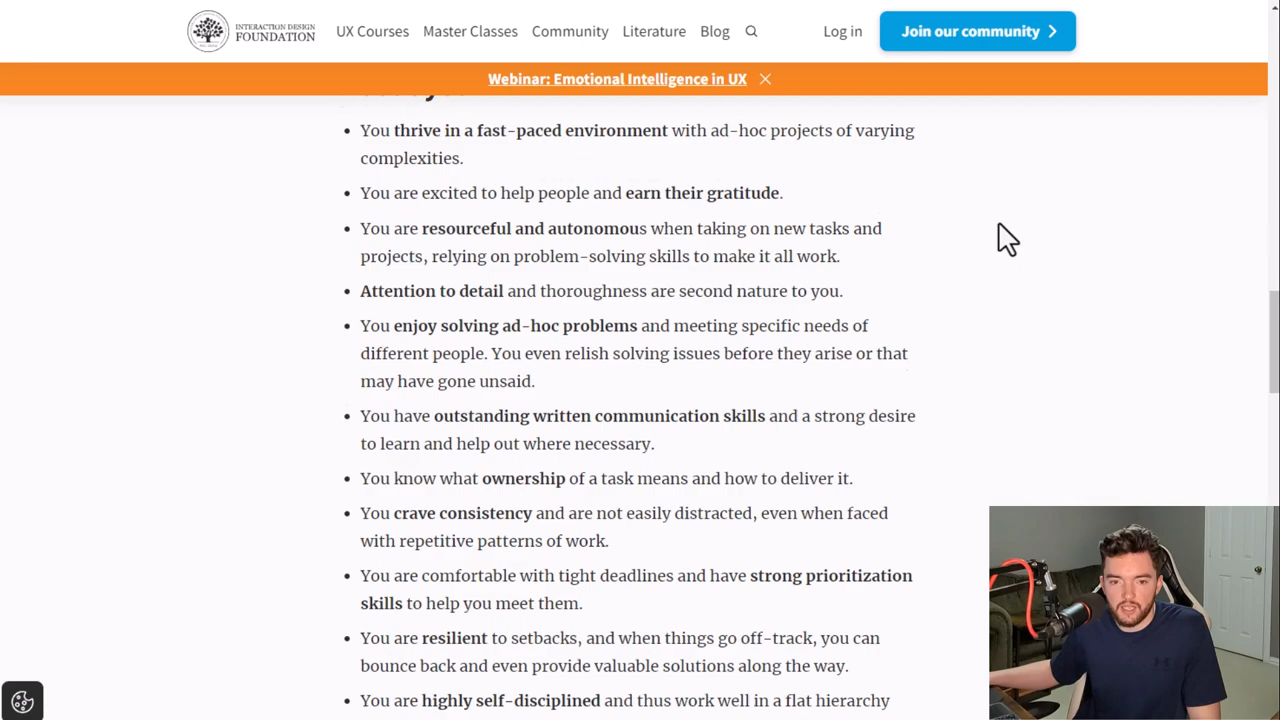 INTERACTION DESIGN
FOUNDATION
UX Courses
Master Classes
Community
Literature
Blog
Log in
Join our community
Webinar: Emotional Intelligence in UX
You thrive in a fast-paced environment with ad-hoc projects of varying
complexities.
You are excited to help people and earn their gratitude.
You are resourceful and autonomous when taking on new tasks and
projects, relying on problem-solving skills to make it all work.
Attention to detail and thoroughness are second nature to you.
You enjoy solving ad-hoc problems and meeting specific needs of
different people. You even relish solving issues before they arise or that
may have gone unsaid.
You have outstanding written communication skills and a strong desire
to learn and help out where necessary.
You know what ownership of a task means and how to deliver it.
You crave consistency and are not easily distracted, even when faced
with repetitive patterns of work.
You are comfortable with tight deadlines and have strong prioritization
skills to help you meet them.
You are resilient to setbacks, and when things go off-track, you can
bounce back and even provide valuable solutions along the way.
You are highly self-disciplined and thus work well in a flat hierarchy